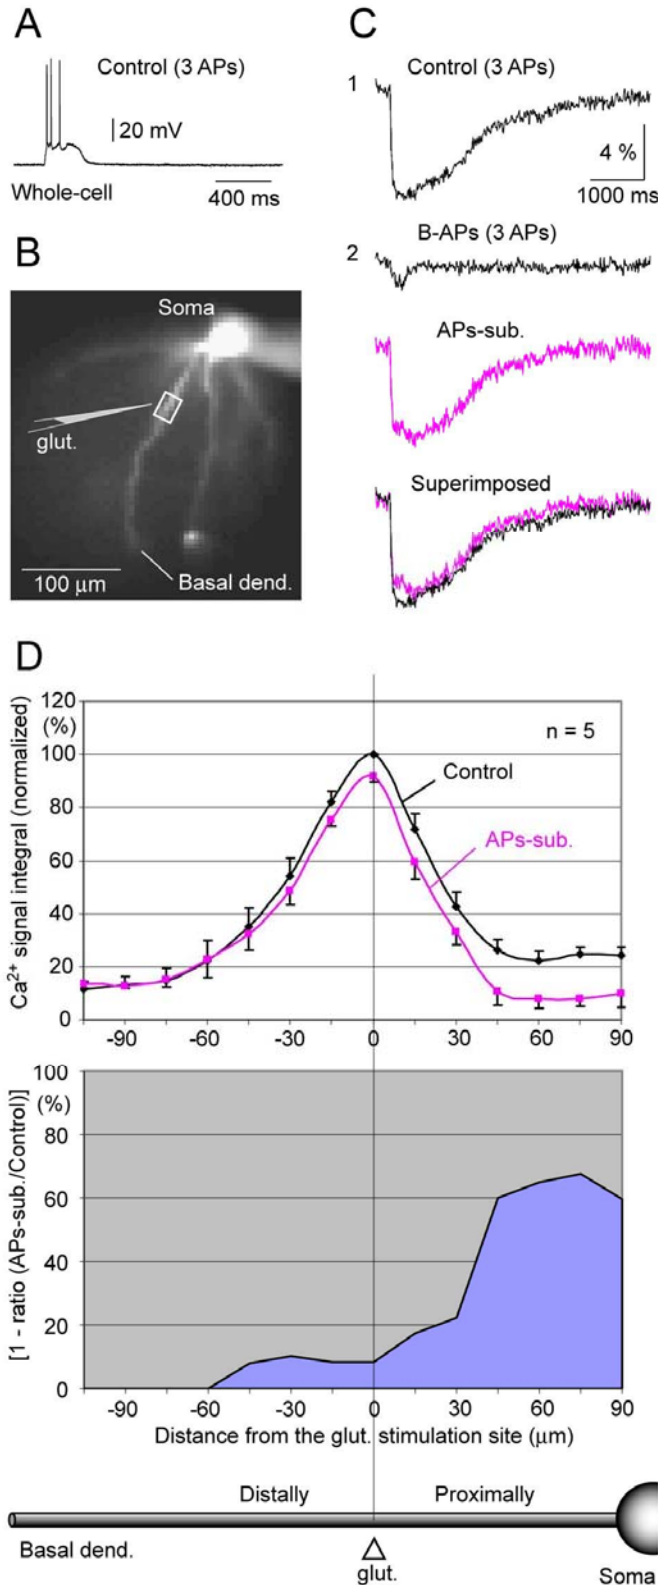 A
Control (3 APs)
20 mV
Whole-cell
400 ms
B
Soma
glut.
100 μm
Basal dend.
C
1
Control (3 APs)
4 %
1000 ms
2
B-APs (3 APs)
APs-sub.
Superimposed
D
Ca²⁺ signal integral (normalized)
120
(%)
100
80
60
40
20
0
n = 5
Control
APs-sub.
-90 -60 -30 0 30 60 90
[1 - ratio (APs-sub./Control)]
100
(%)
80
60
40
20
0
-90 -60 -30 0 30 60 90
Distance from the glut. stimulation site (μm)
Distally
Proximally
Basal dend.
glut.
Soma